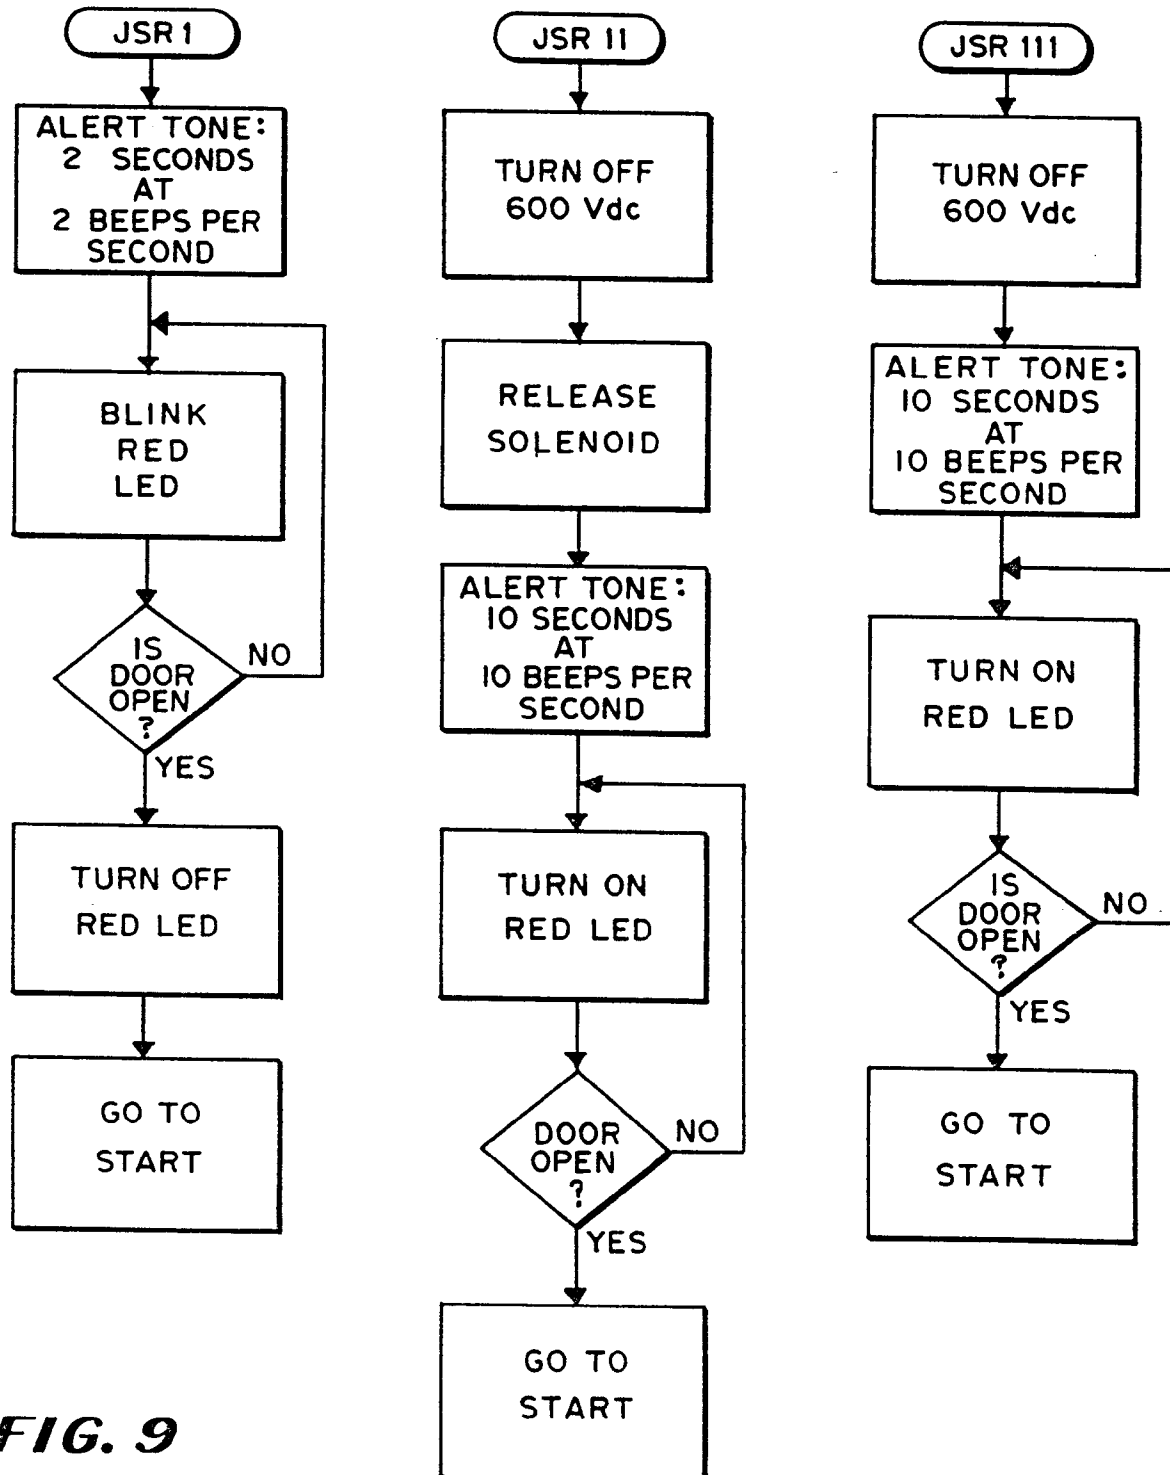 JSR 1
ALERT TONE:
2 SECONDS
AT
2 BEEPS PER
SECOND
BLINK
RED
LED
IS
DOOR
OPEN
?
NO
YES
TURN OFF
RED LED
GO TO
START
JSR II
TURN OFF
600 Vdc
RELEASE
SOLENOID
ALERT TONE:
10 SECONDS
AT
10 BEEPS PER
SECOND
TURN ON
RED LED
DOOR
OPEN
?
NO
YES
GO TO
START
JSR III
TURN OFF
600 Vdc
ALERT TONE:
10 SECONDS
AT
10 BEEPS PER
SECOND
TURN ON
RED LED
IS
DOOR
OPEN
?
NO
YES
GO TO
START
FIG. 9